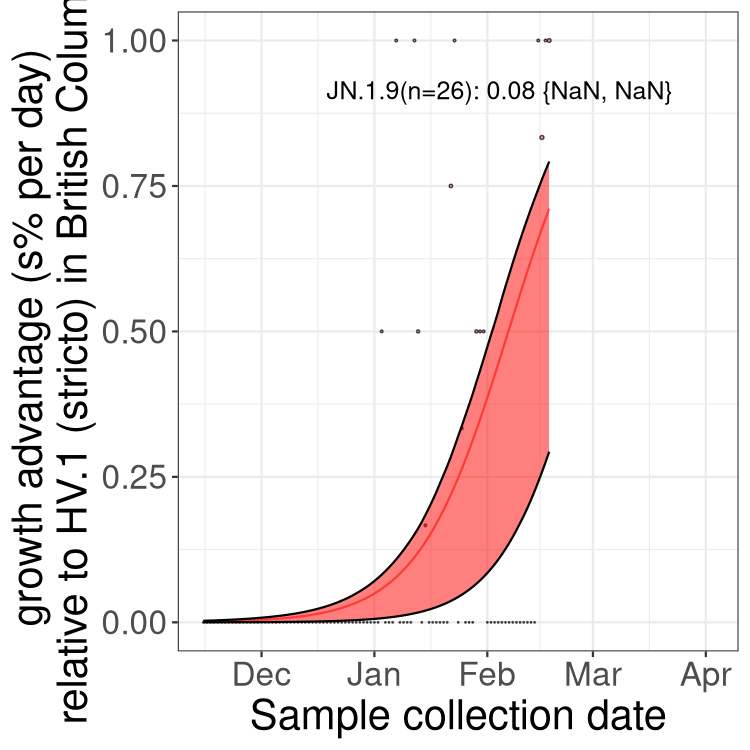 growth advantage (s% per day)
relative to HV.1 (stricto) in British Colum
1.00
0.75
0.50
0.25
0.00
JN.1.9(n=26): 0.08 {NaN, NaN}
Dec Jan Feb Mar Apr
Sample collection date